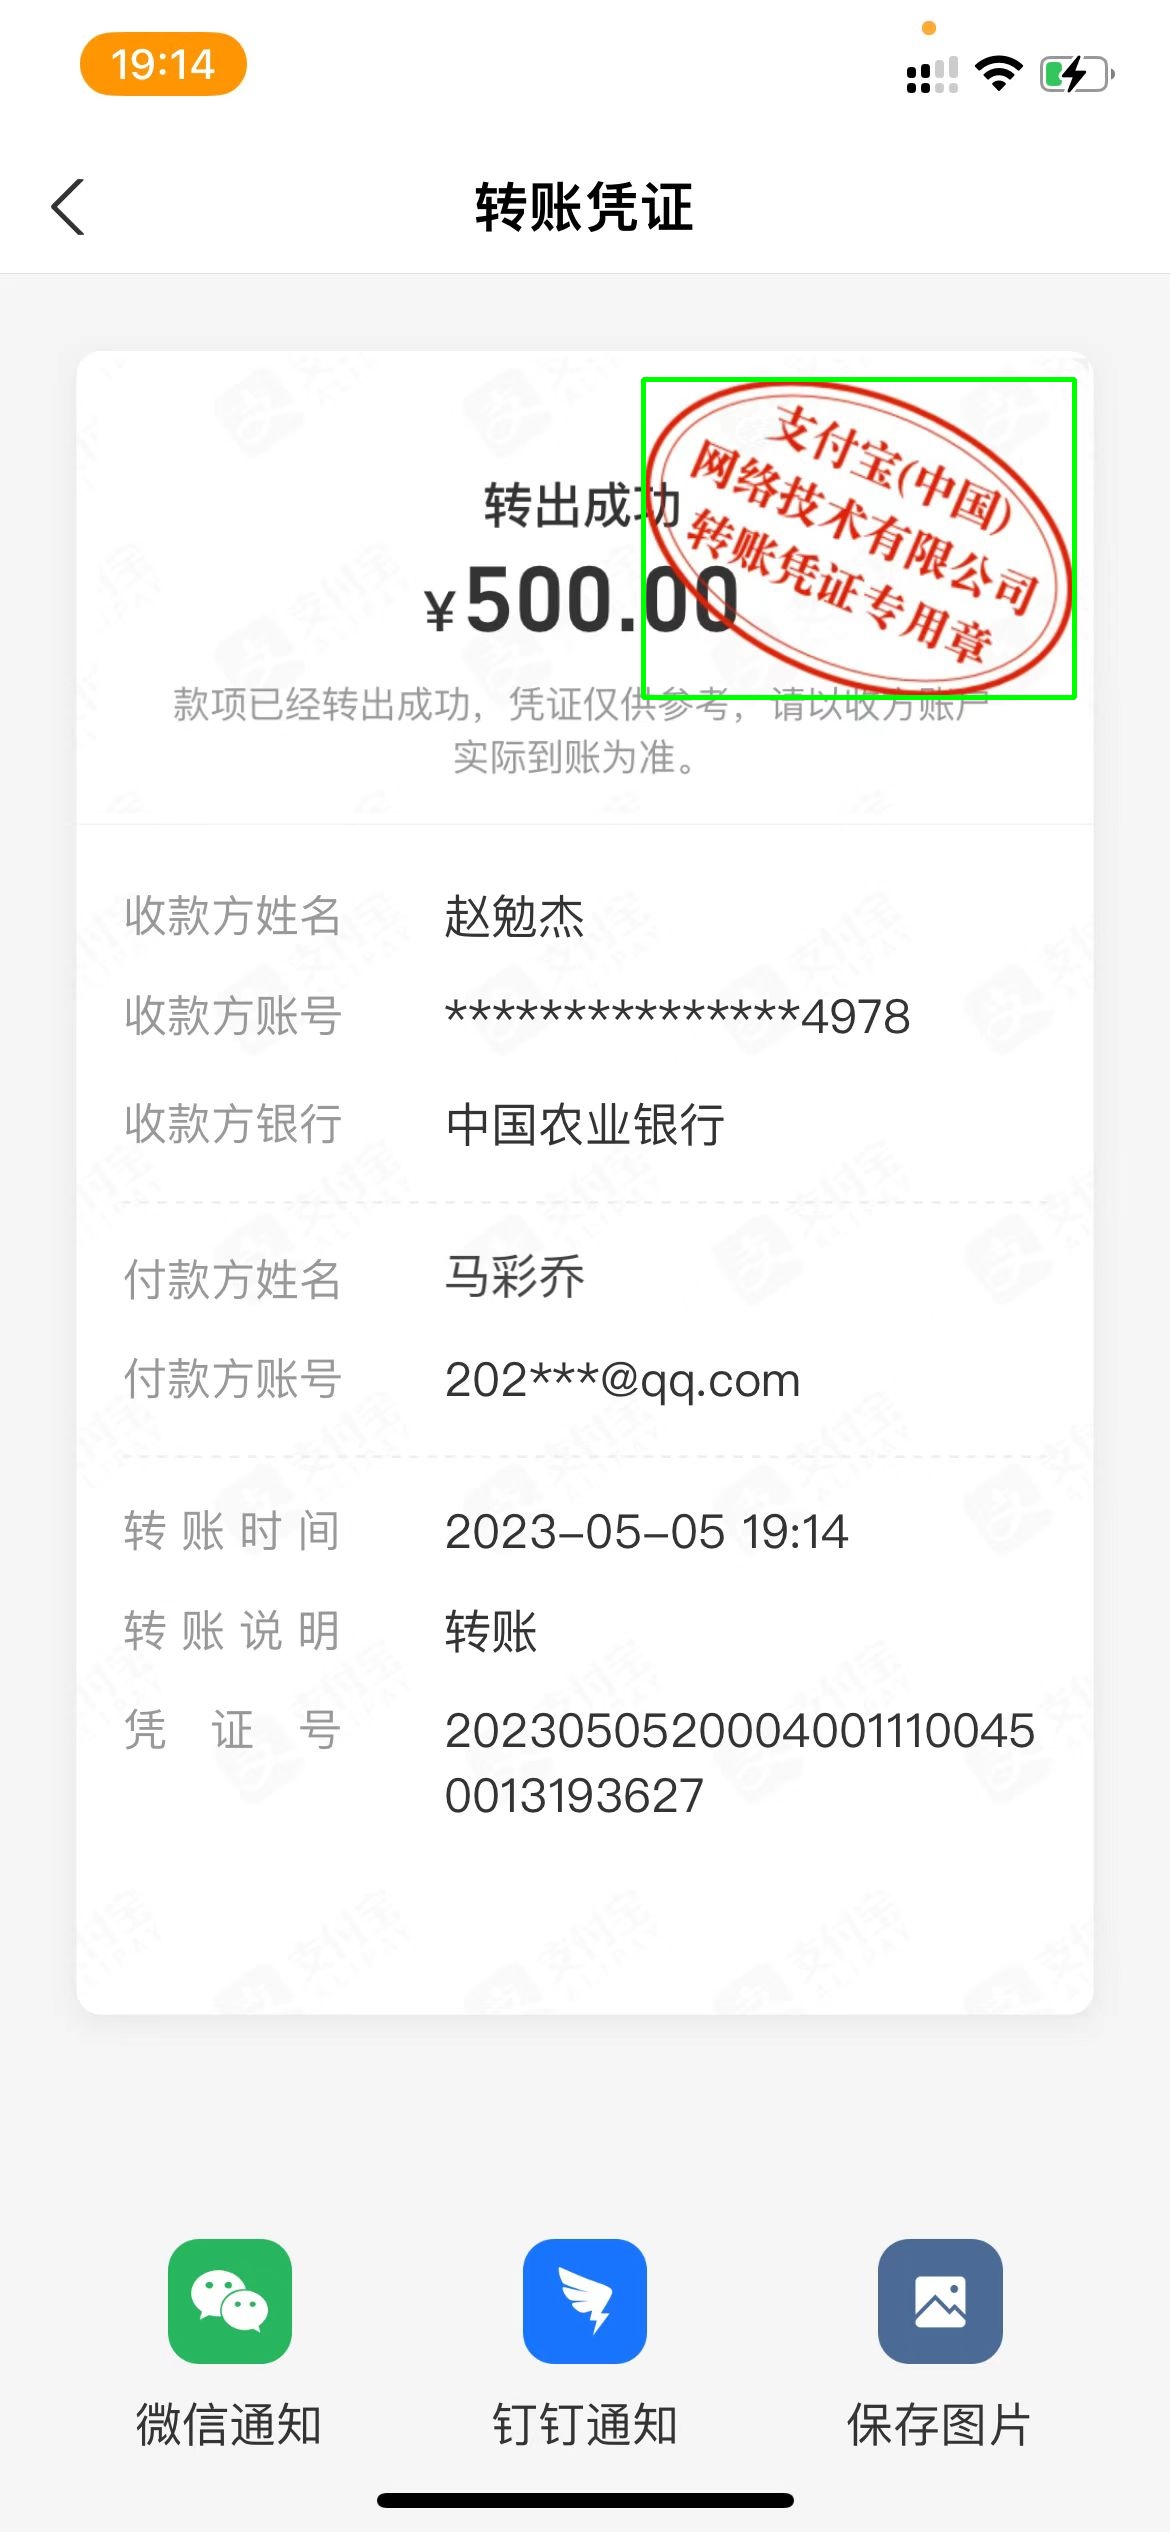 19:14
转账凭证
支付宝(中国)
网络技术有限公司
转账凭证专用章
转出成功
¥500.00
款项已经转出成功，凭证仅供参考，请以收方账户
实际到账为准。
收款方姓名 赵勉杰
收款方账号 ***************4978
收款方银行 中国农业银行
付款方姓名 马彩乔
付款方账号 202***@qq.com
转账时间 2023-05-05 19:14
转账说明 转账
凭证号 2023050520004001110045
0013193627
微信通知 钉钉通知 保存图片